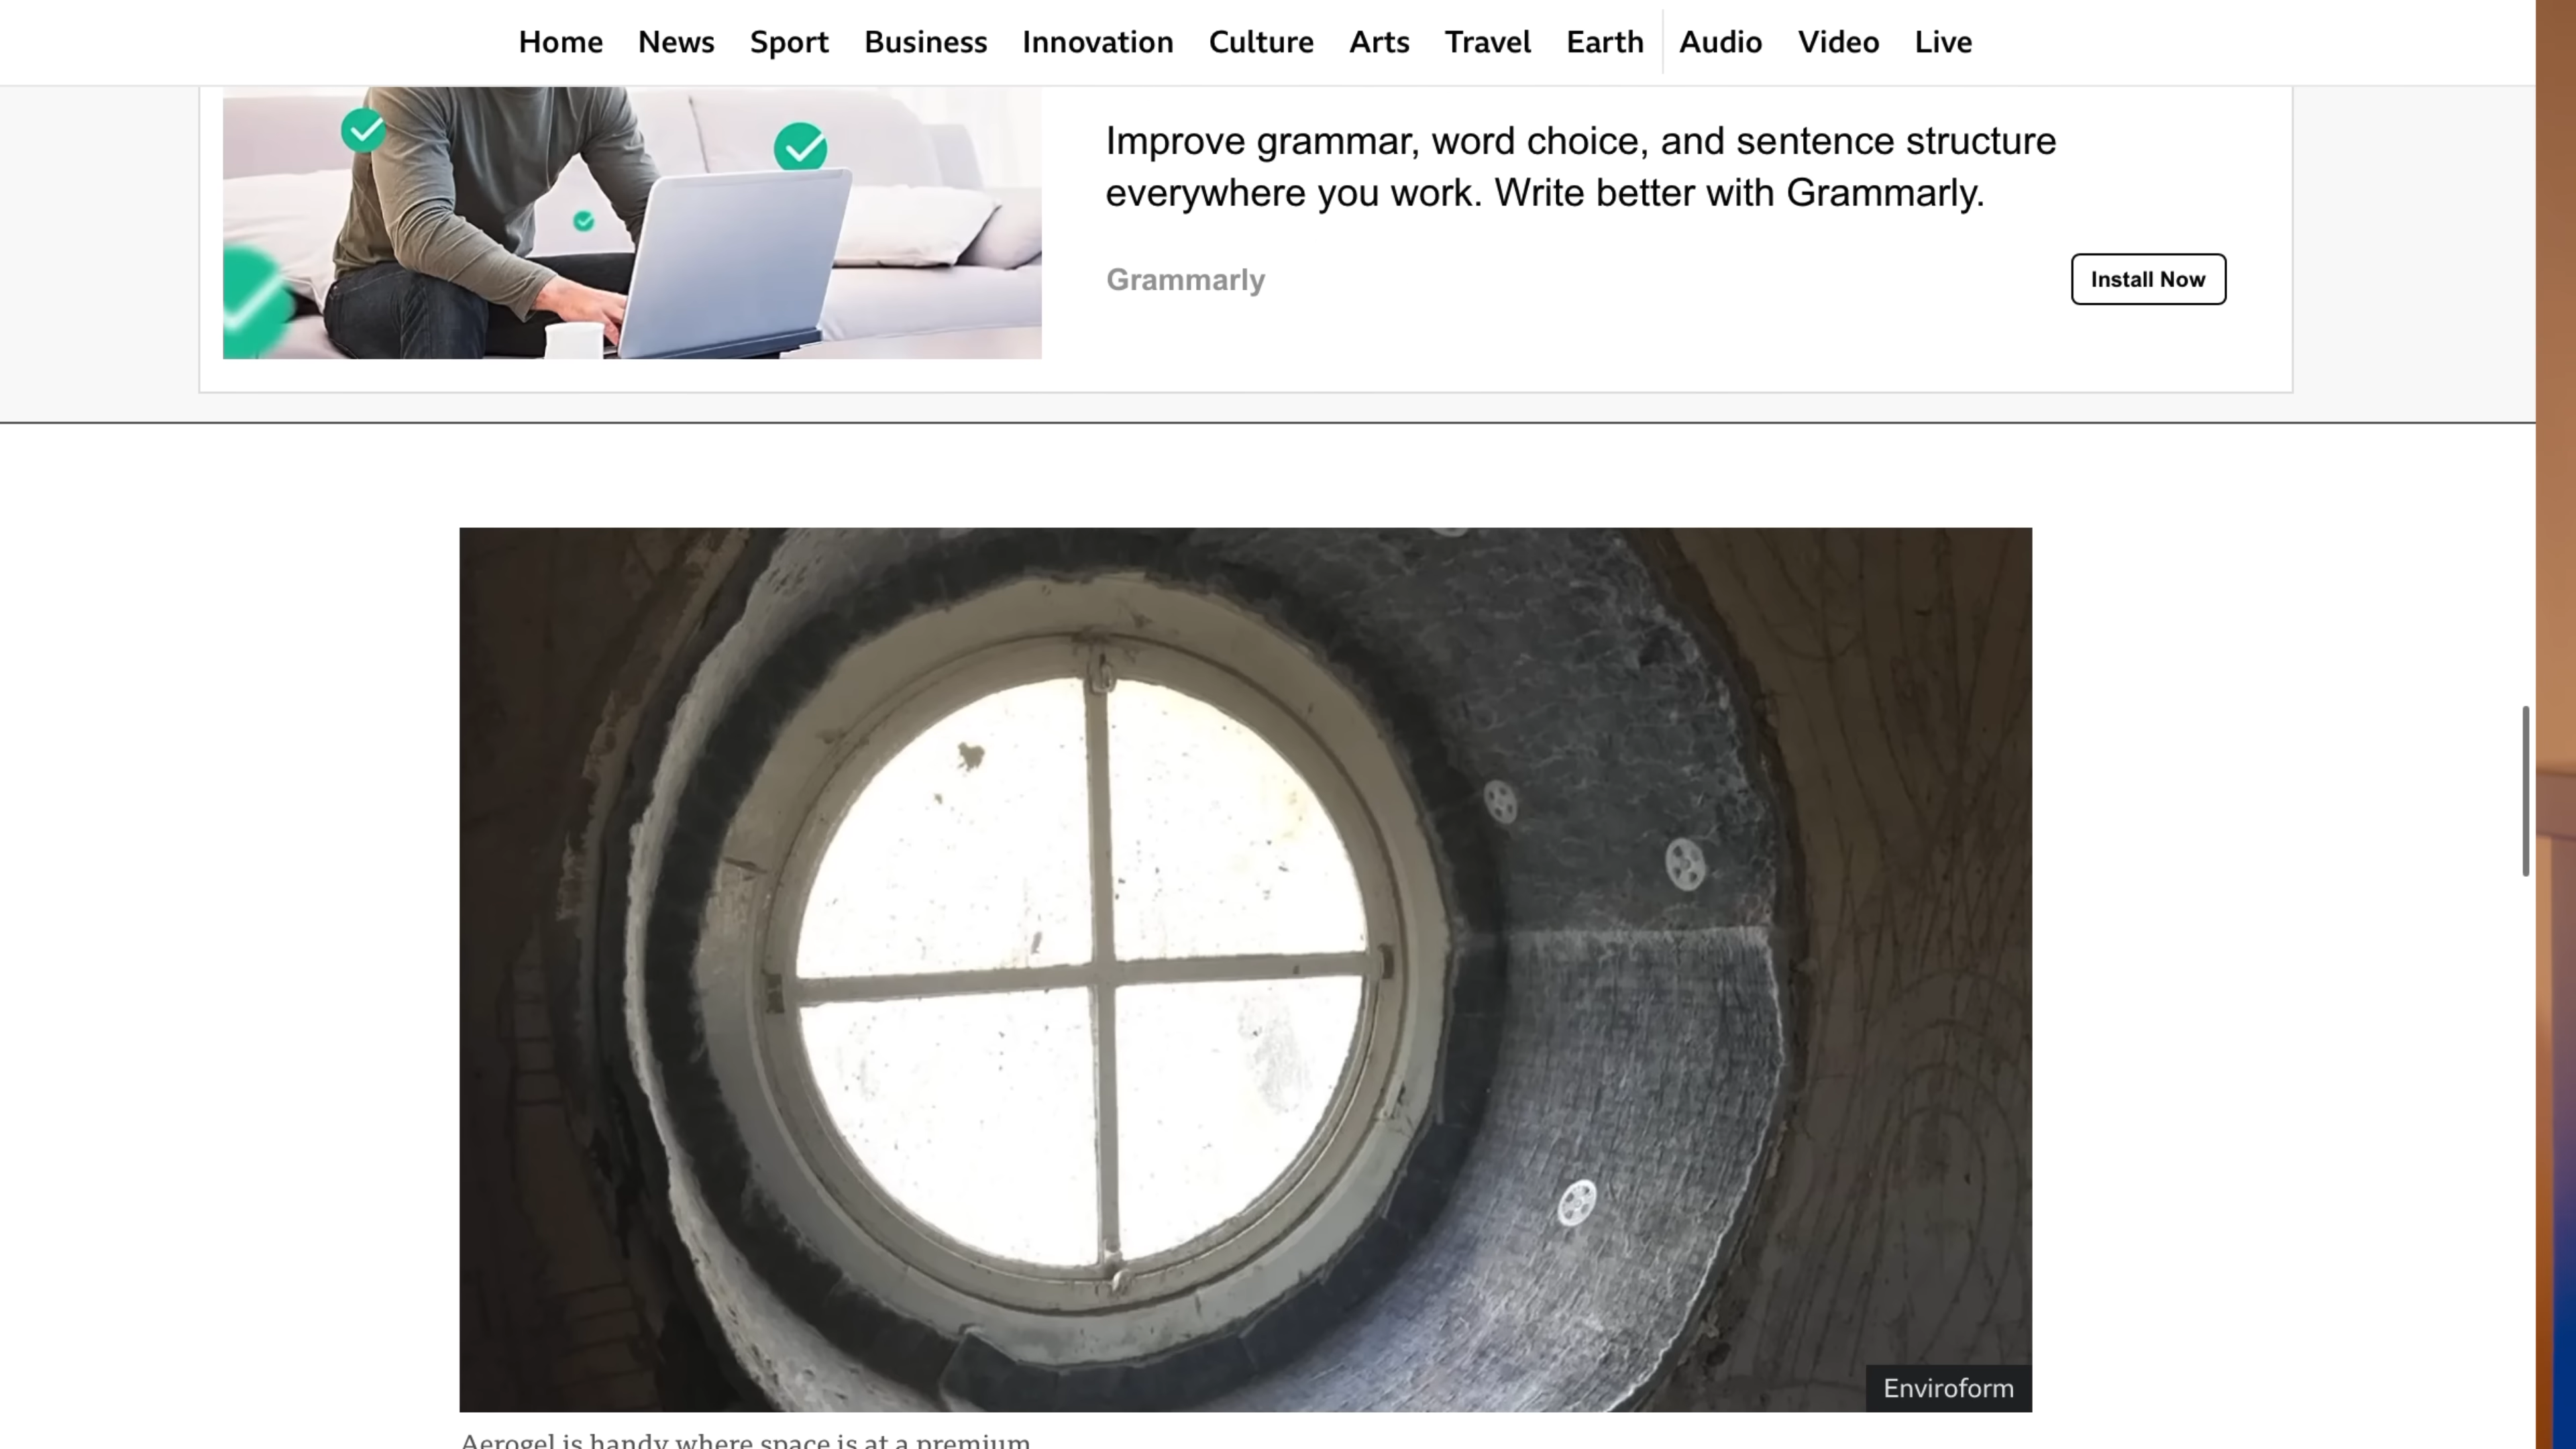 Home News Sport Business Innovation Culture Arts Travel Earth Audio Video Live
Improve grammar, word choice, and sentence structure
everywhere you work. Write better with Grammarly.
Grammarly
Install Now
Enviroform
Aerogel is handy where space is at a premium